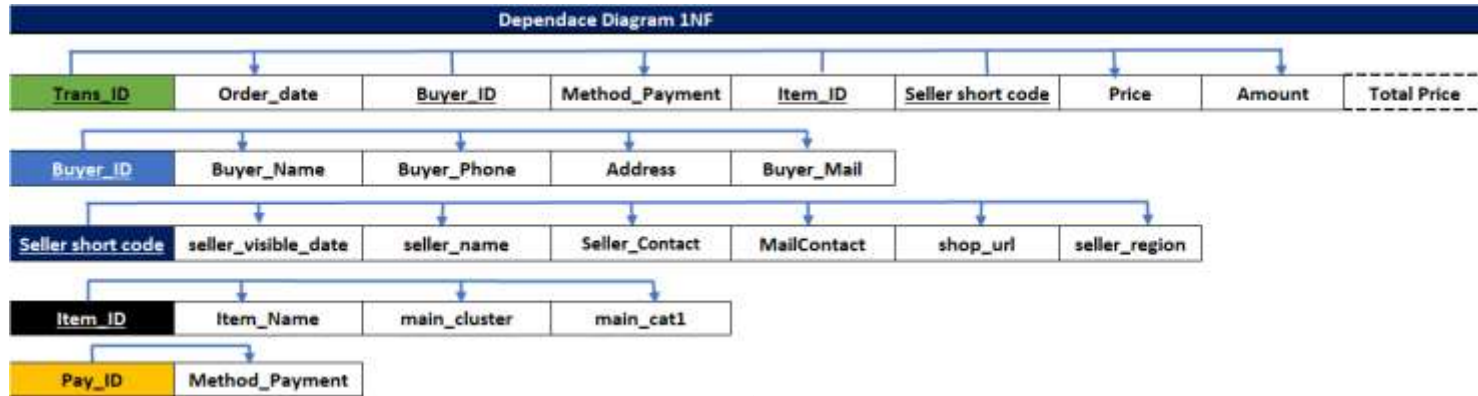 Dependace Diagram 1NF
Trans_ID Order_date Buyer_ID Method_Payment Item_ID Seller short code Price Amount Total Price
Buyer_ID Buyer_Name Buyer_Phone Address Buyer_Mail
Seller short code seller_visible_date seller_name Seller_Contact MailContact shop_url seller_region
Item_ID Item_Name main_cluster main_cat1
Pay_ID Method_Payment